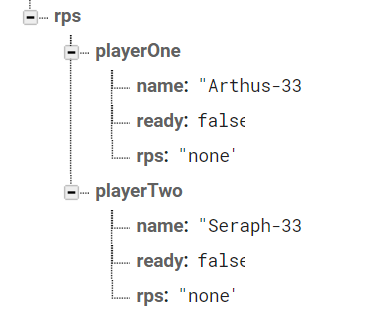 rps
playerOne
name: "Arthus-33
ready: false
rps: "none"
playerTwo
name: "Seraph-33
ready: false
rps: "none"